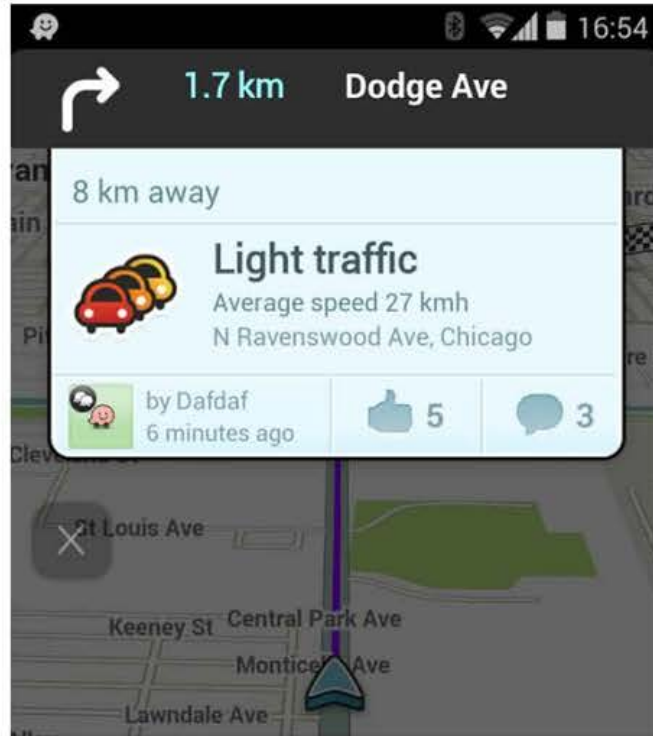 16:54
1.7 km Dodge Ave
8 km away
Light traffic
Average speed 27 kmh
N Ravenswood Ave, Chicago
by Dafdaf
6 minutes ago
5
3
St Louis Ave
Keeney St
Central Park Ave
Lawndale Ave